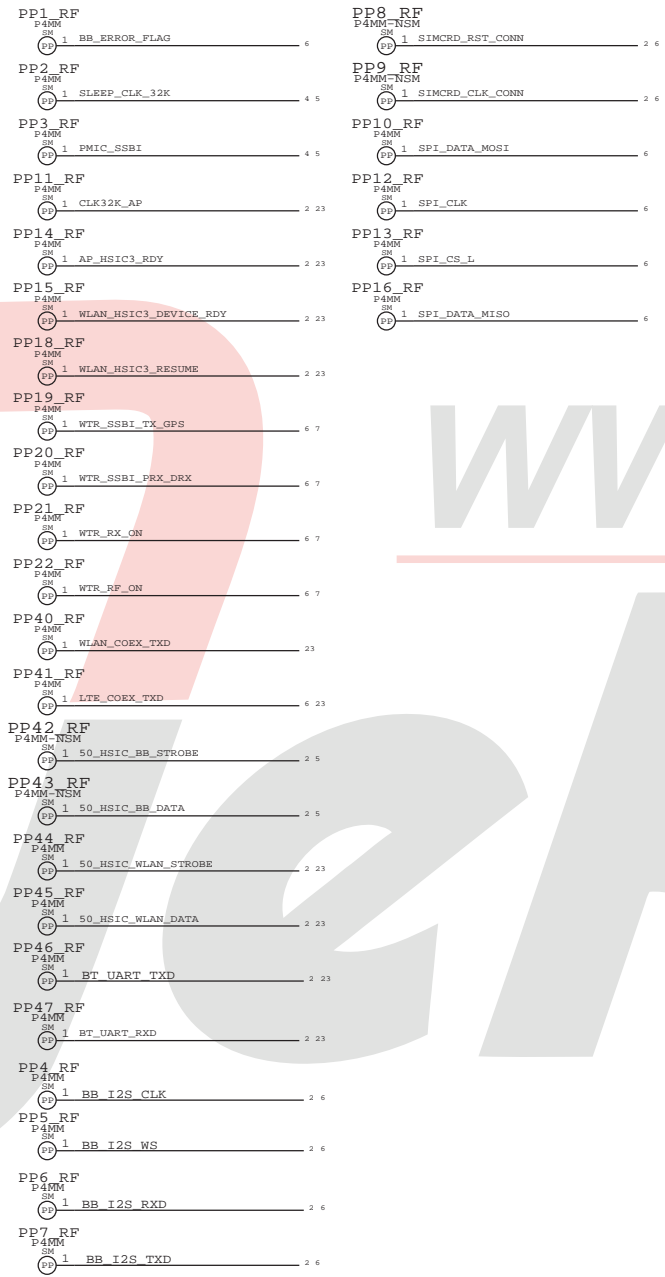 PP1_RF
P4MM
SM
PP 1 BB_ERROR_FLAG 6
PP2_RF
P4MM
SM
PP 1 SLEEP_CLK_32K 4 5
PP3_RF
P4MM
SM
PP 1 PMIC_SSBI 4 5
PP11_RF
P4MM
SM
PP 1 CLK32K_AP 2 23
PP14_RF
P4MM
SM
PP 1 AP_HSIC3_RDY 2 23
PP15_RF
P4MM
SM
PP 1 WLAN_HSIC3_DEVICE_RDY 2 23
PP18_RF
P4MM
SM
PP 1 WLAN_HSIC3_RESUME 2 23
PP19_RF
P4MM
SM
PP 1 WTR_SSBI_TX_GPS 6 7
PP20_RF
P4MM
SM
PP 1 WTR_SSBI_PRX_DRX 6 7
PP21_RF
P4MM
SM
PP 1 WTR_RX_ON 6 7
PP22_RF
P4MM
SM
PP 1 WTR_RF_ON 6 7
PP40_RF
P4MM
SM
PP 1 WLAN_COEX_TXD 23
PP41_RF
P4MM
SM
PP 1 LTE_COEX_TXD 6 23
PP42_RF
P4MM-NSM
SM
PP 1 50_HSIC_BB_STROBE 2 5
PP43_RF
P4MM-NSM
SM
PP 1 50_HSIC_BB_DATA 2 5
PP44_RF
P4MM
SM
PP 1 50_HSIC_WLAN_STROBE 2 23
PP45_RF
P4MM
SM
PP 1 50_HSIC_WLAN_DATA 2 23
PP46_RF
P4MM
SM
PP 1 BT_UART_TXD 2 23
PP47_RF
P4MM
SM
PP 1 BT_UART_RXD 2 23
PP4_RF
P4MM
SM
PP 1 BB_I2S_CLK 2 6
PP5_RF
P4MM
SM
PP 1 BB_I2S_WS 2 6
PP6_RF
P4MM
SM
PP 1 BB_I2S_RXD 2 6
PP7_RF
P4MM
SM
PP 1 BB_I2S_TXD 2 6
PP8_RF
P4MM-NSM
SM
PP 1 SIMCRD_RST_CONN 2 6
PP9_RF
P4MM-NSM
SM
PP 1 SIMCRD_CLK_CONN 2 6
PP10_RF
P4MM
SM
PP 1 SPI_DATA_MOSI 6
PP12_RF
P4MM
SM
PP 1 SPI_CLK 6
PP13_RF
P4MM
SM
PP 1 SPI_CS_L 6
PP16_RF
P4MM
SM
PP 1 SPI_DATA_MISO 6